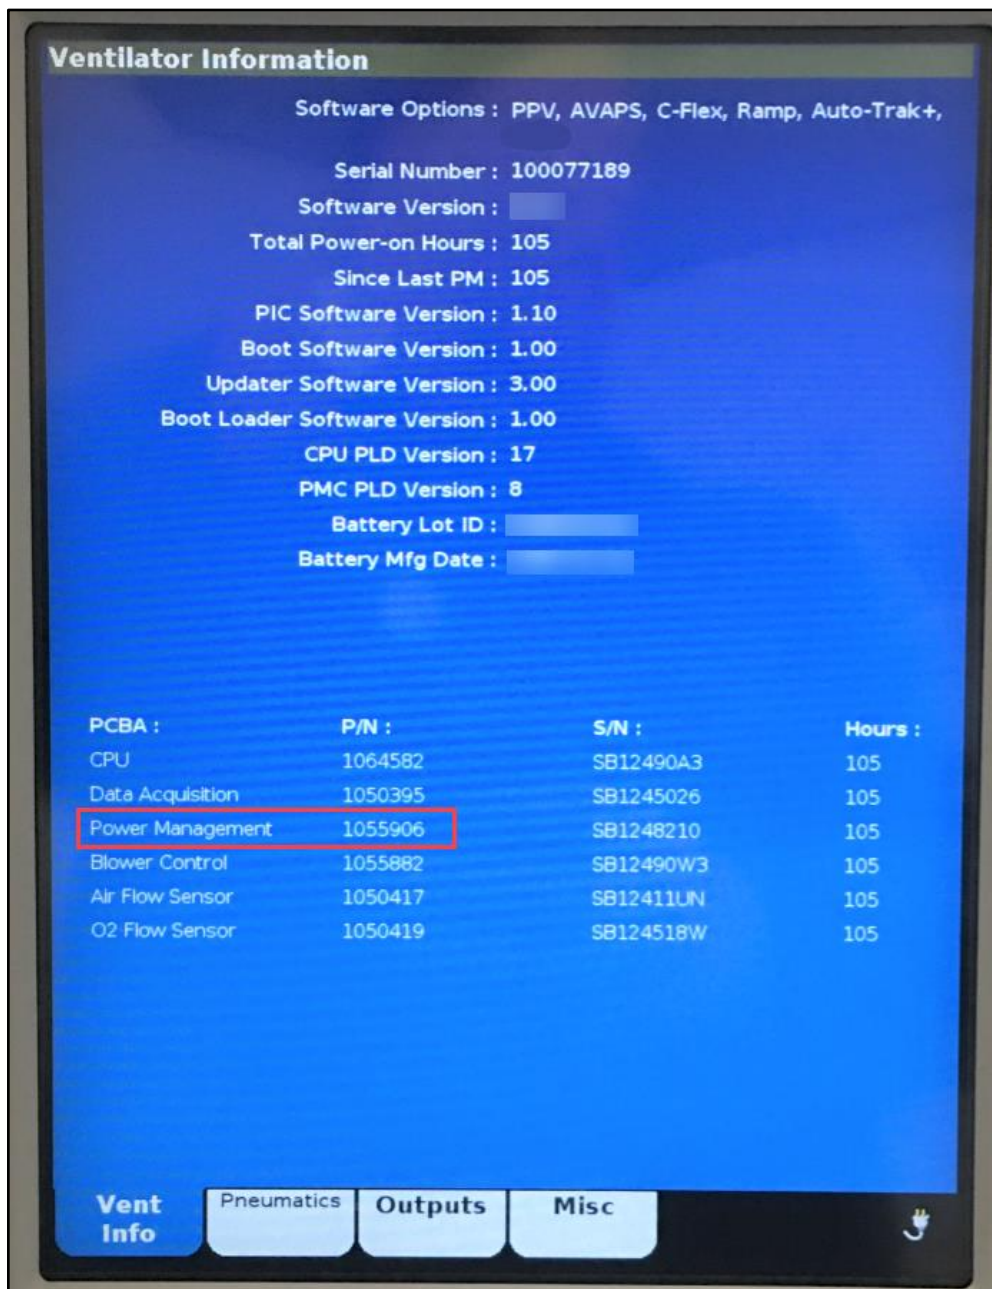 Ventilator Information
Software Options : PPV, AVAPS, C-Flex, Ramp, Auto-Trak+,
Serial Number : 100077189
Software Version :
Total Power-on Hours : 105
Since Last PM : 105
PIC Software Version : 1.10
Boot Software Version : 1.00
Updater Software Version : 3.00
Boot Loader Software Version : 1.00
CPU PLD Version : 17
PMC PLD Version : 8
Battery Lot ID :
Battery Mfg Date :
PCBA : P/N : S/N : Hours :
CPU 1064582 SB12490A3 105
Data Acquisition 1050395 SB1245026 105
Power Management 1055906 SB1248210 105
Blower Control 1055882 SB12490W3 105
Air Flow Sensor 1050417 SB12411UN 105
O2 Flow Sensor 1050419 SB124518W 105
Vent Info Pneumatics Outputs Misc